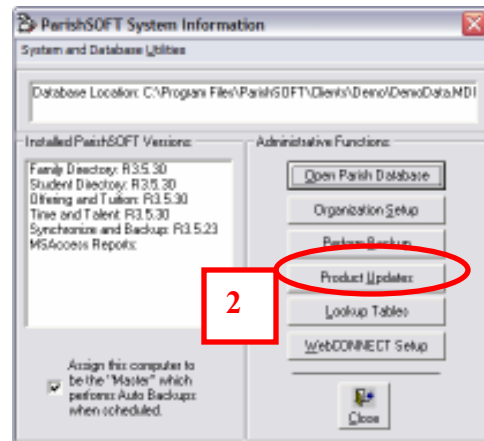 ParishSOFT System Information
System and Database Utilities
Database Location: C:\Program Files\ParishSOFT\Clients\Demo\DemoData.MDB
Installed ParishSOFT Versions:
Family Directory: R3.5.30
Student Directory: R3.5.30
Offering and Tuition: R3.5.30
Time and Talent: R3.5.30
Synchronize and Backup: R3.5.23
MSAccess Reports:
Assign this computer to
be the "Master" which
performs Auto Backups
when scheduled.
Administrative Functions:
Open Parish Database
Organization Setup
Perform Backup
Product Updates
Lookup Tables
WebCONNECT Setup
Close
2